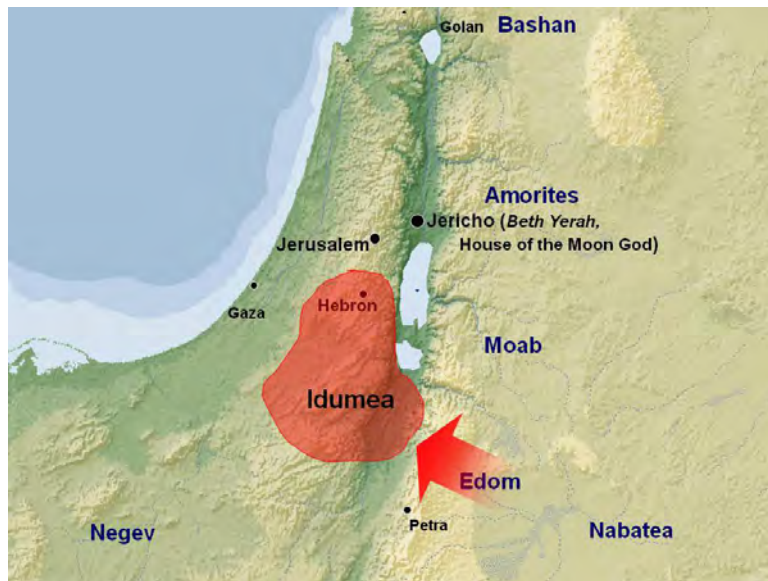 Golan
Bashan
Amorites
Jericho (Beth Yerah,
House of the Moon God)
Jerusalem
Gaza
Hebron
Moab
Idumea
Edom
Petra
Negev
Nabatea